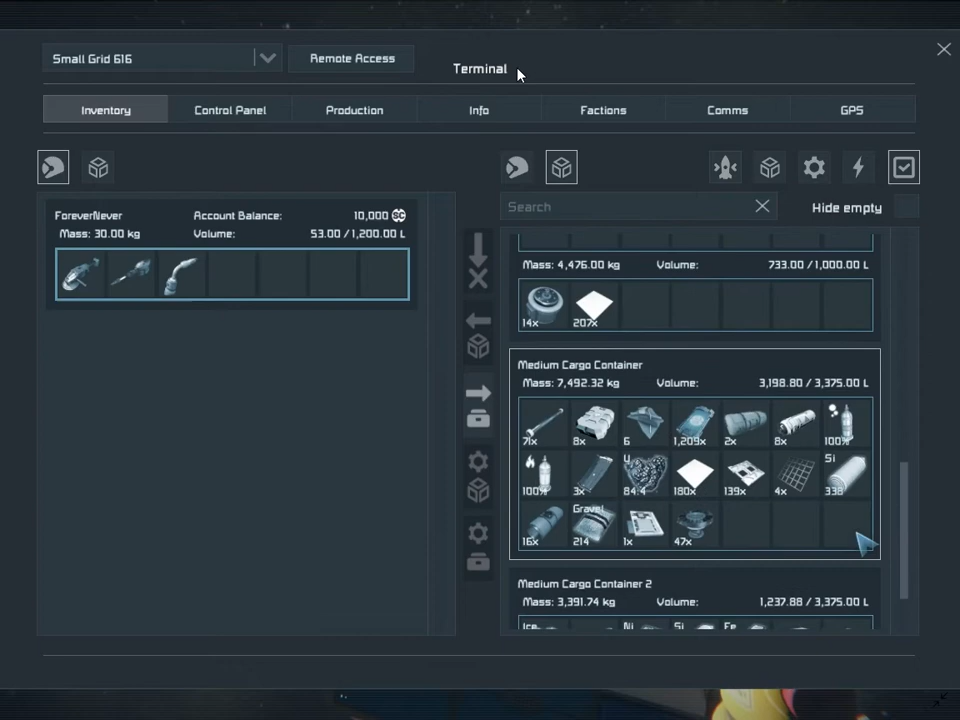 Small Grid 616
Remote Access
Terminal
Inventory
Control Panel
Production
Info
Factions
Comms
GPS
ForeverNever Account Balance: 10,000 SC
Mass: 30.00 kg Volume: 53.00 / 1,200.00 L
Search
Hide empty
Mass: 4,476.00 kg Volume: 733.00 / 1,000.00 L
14x 207x
Medium Cargo Container
Mass: 7,492.32 kg Volume: 3,198.80 / 3,375.00 L
71x 8x 6 1,209x 2x 8x 100%
U Si
100% 3x 84.4 180x 139x 4x 338
Gravel
16x 214 1x 47x
Medium Cargo Container 2
Mass: 3,391.74 kg Volume: 1,237.88 / 3,375.00 L
Ice Ni Si Fe